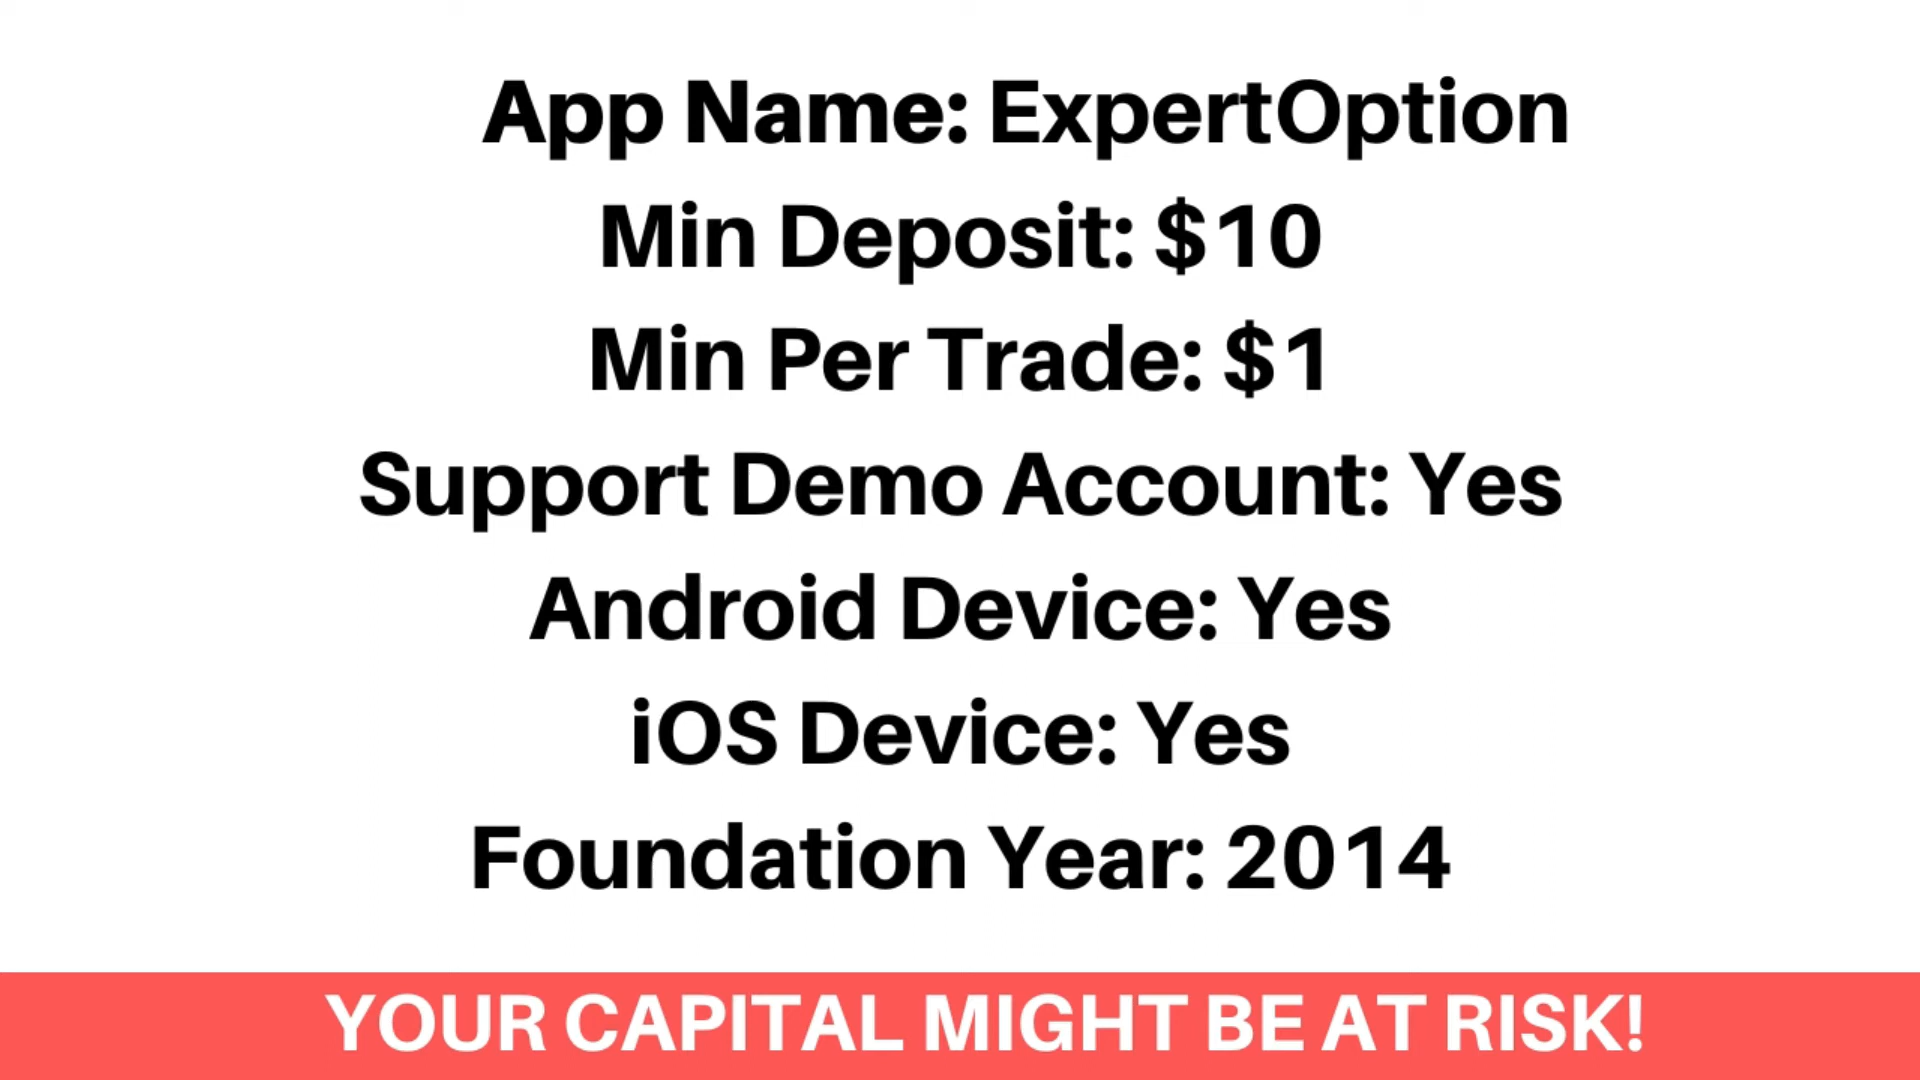 App Name: ExpertOption
Min Deposit: $10
Min Per Trade: $1
Support Demo Account: Yes
Android Device: Yes
iOS Device: Yes
Foundation Year: 2014
YOUR CAPITAL MIGHT BE AT RISK!